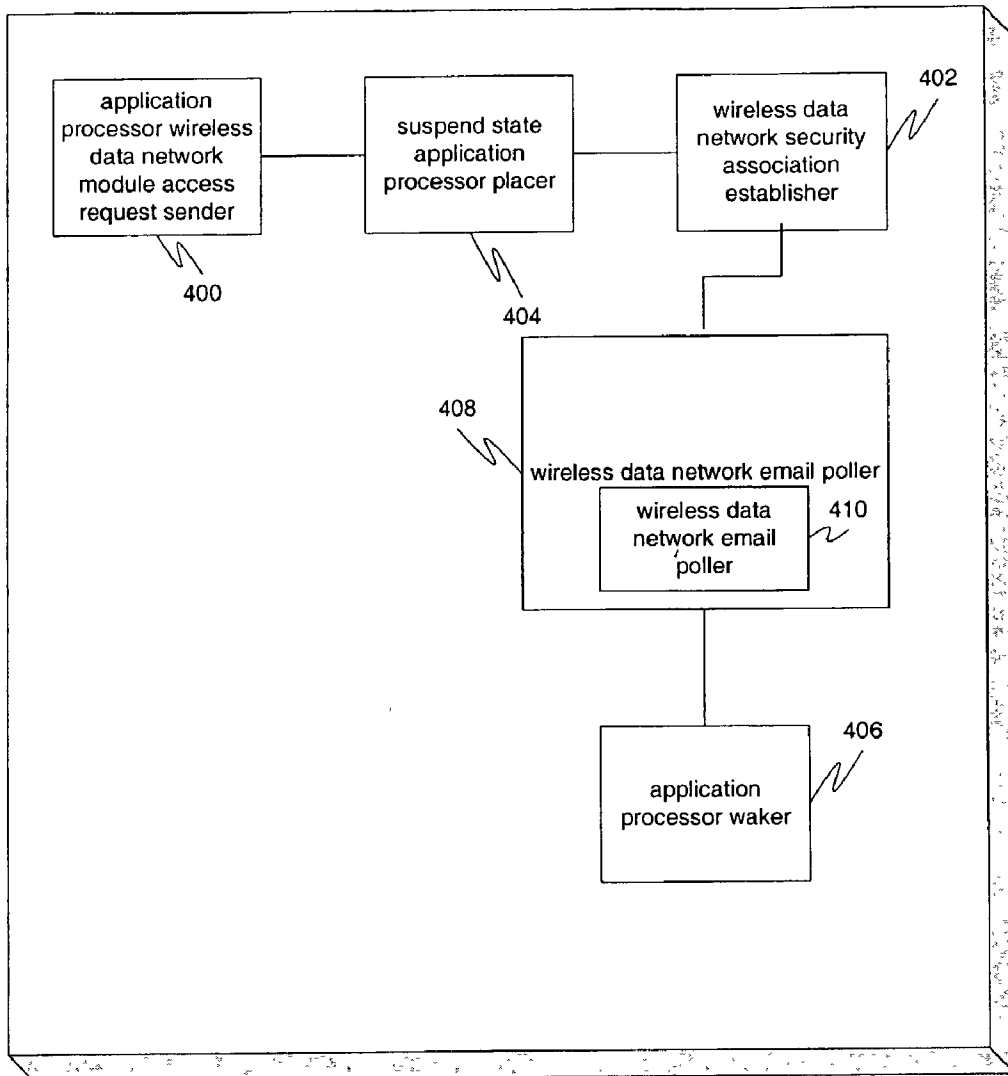 application
processor wireless
data network
module access
request sender
400
suspend state
application
processor placer
404
wireless data
network security
association
establisher
402
408
wireless data network email poller
wireless data
network email
poller
410
406
application
processor waker